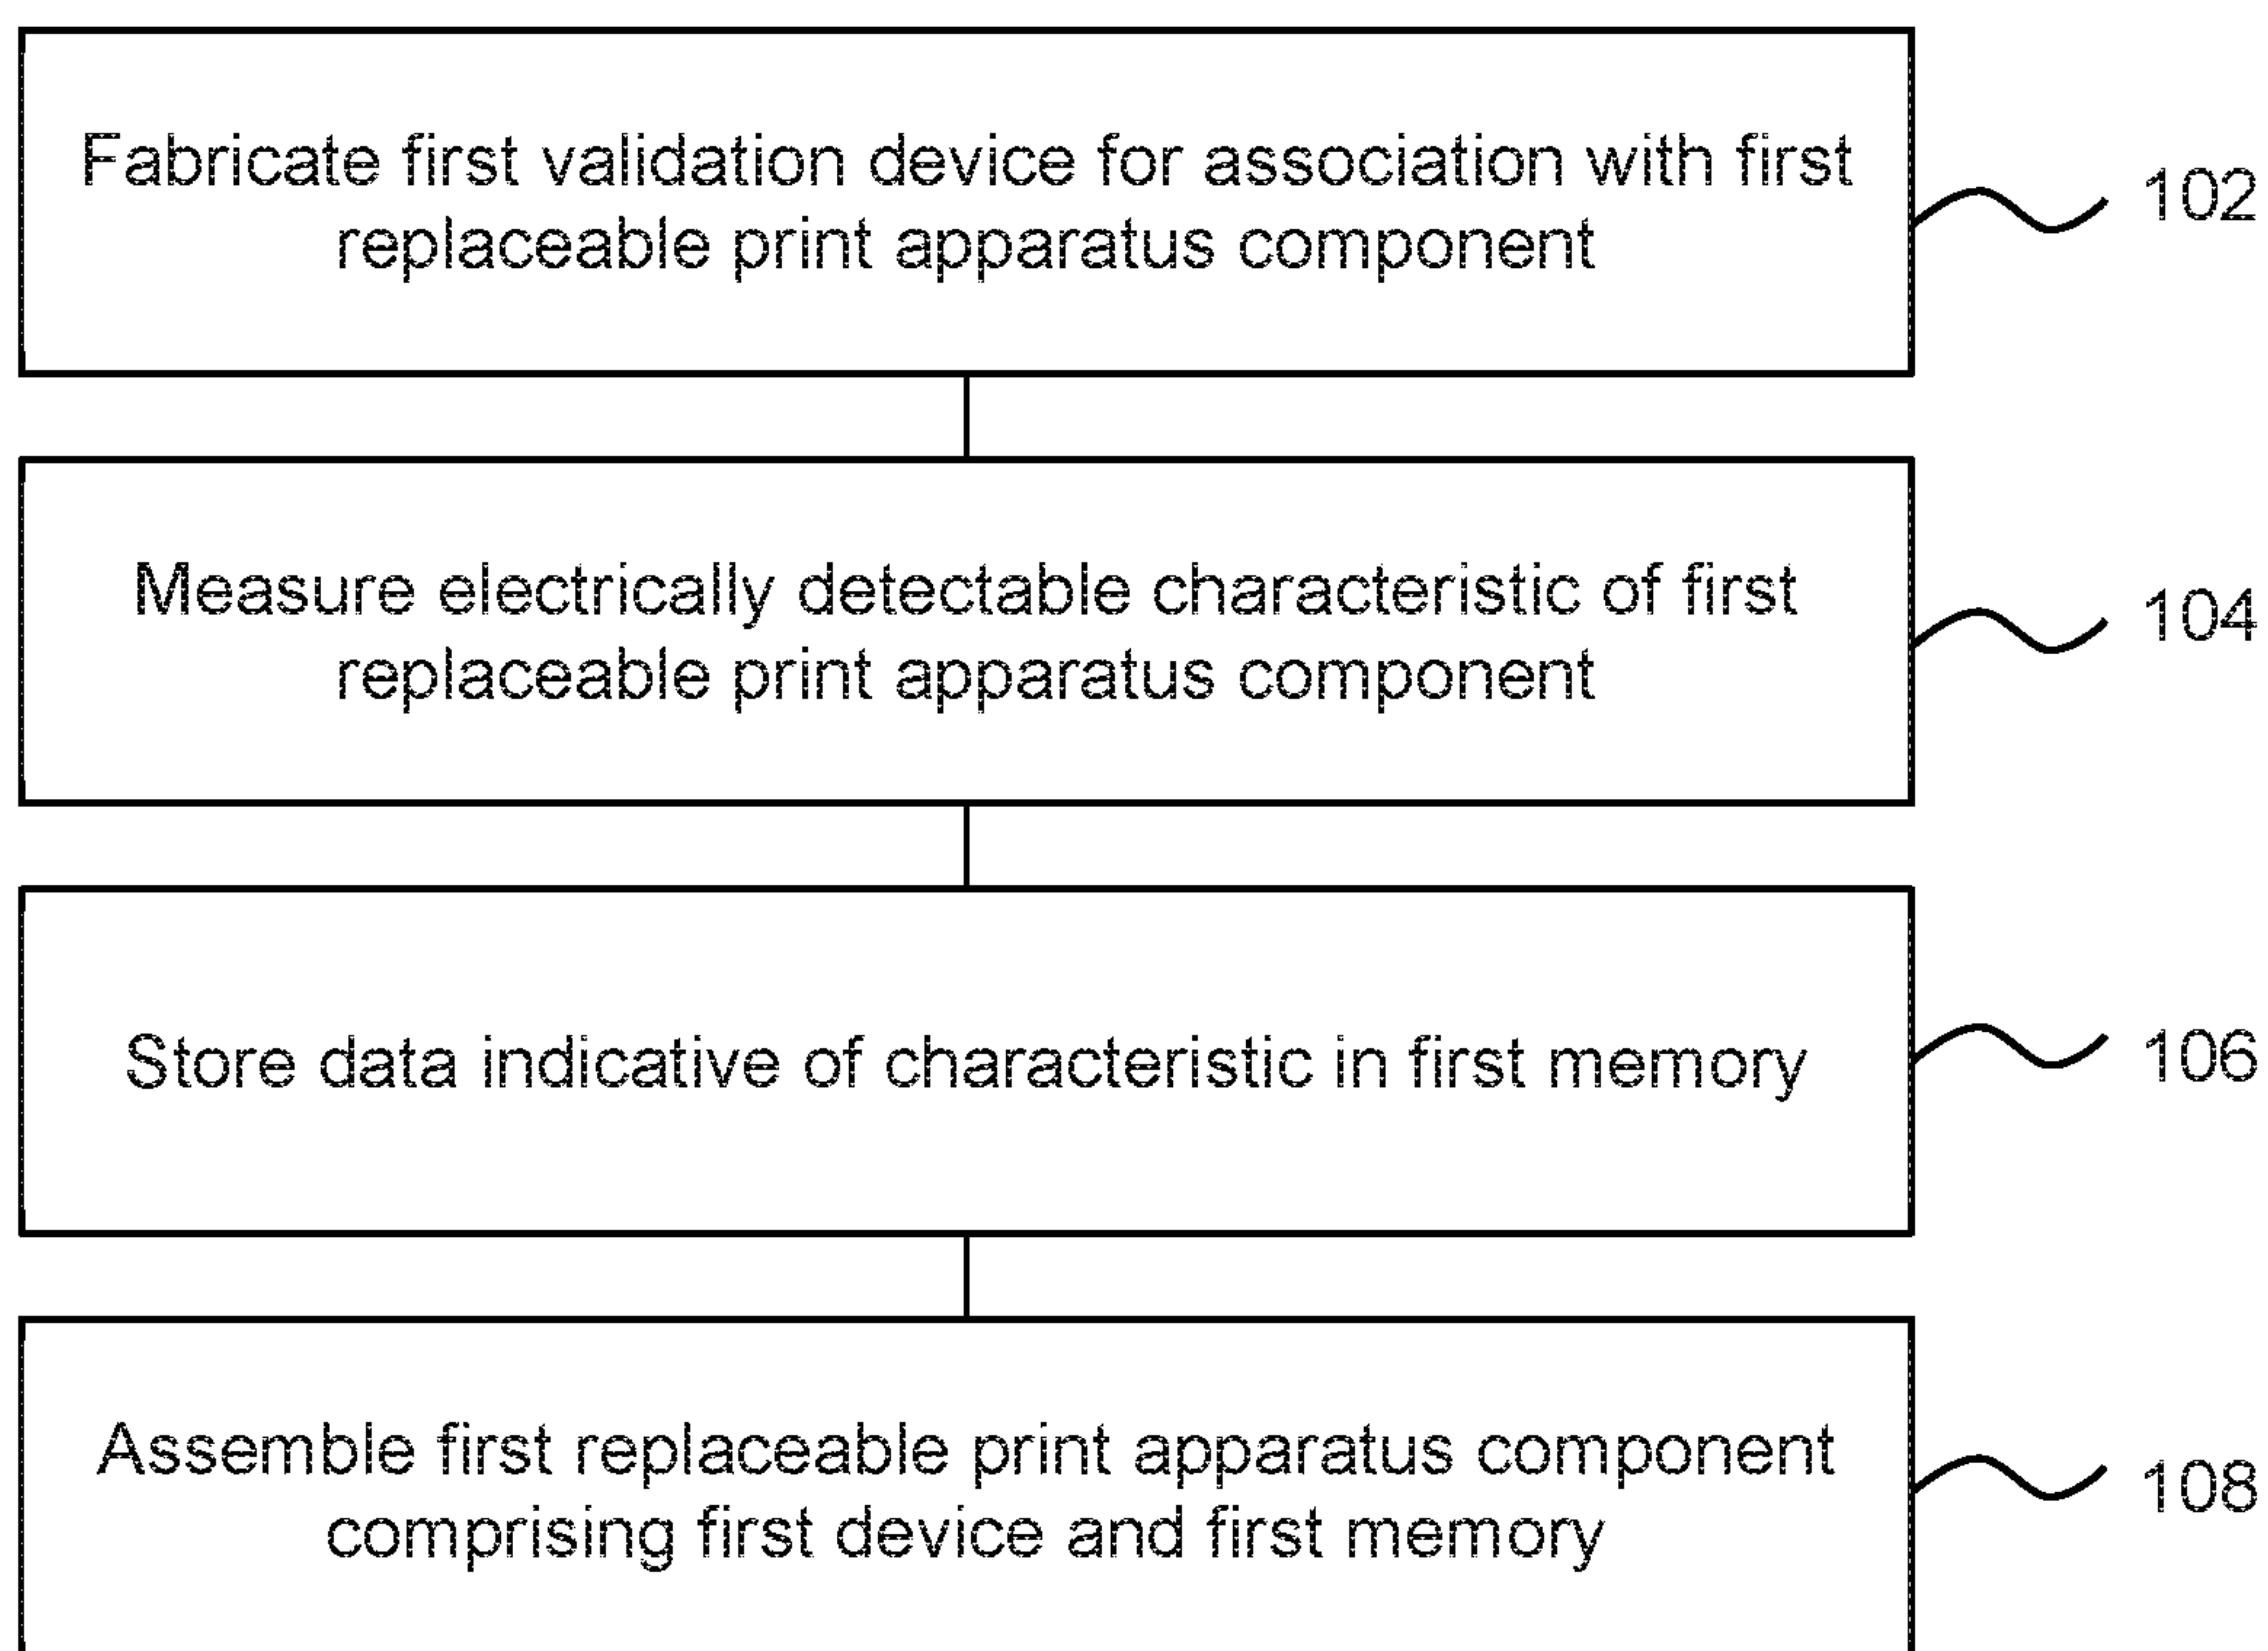 Fabricate first validation device for association with first
replaceable print apparatus component
102
Measure electrically detectable characteristic of first
replaceable print apparatus component
104
Store data indicative of characteristic in first memory
106
Assemble first replaceable print apparatus component
comprising first device and first memory
108